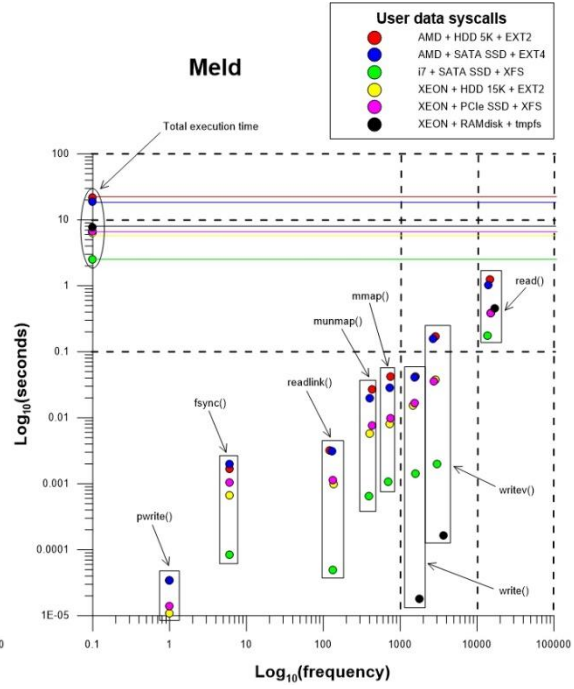 User data syscalls
AMD + HDD 5K + EXT2
AMD + SATA SSD + EXT4
i7 + SATA SSD + XFS
XEON + HDD 15K + EXT2
XEON + PCIe SSD + XFS
XEON + RAMdisk + tmpfs
Meld
Total execution time
100
10
1
0.1
0.01
0.001
0.0001
1E-05
Log10(seconds)
read()
mmap()
munmap()
readlink()
fsync()
pwrite()
writev()
write()
0
0.1 1 10 100 1000 10000 100000
Log10(frequency)